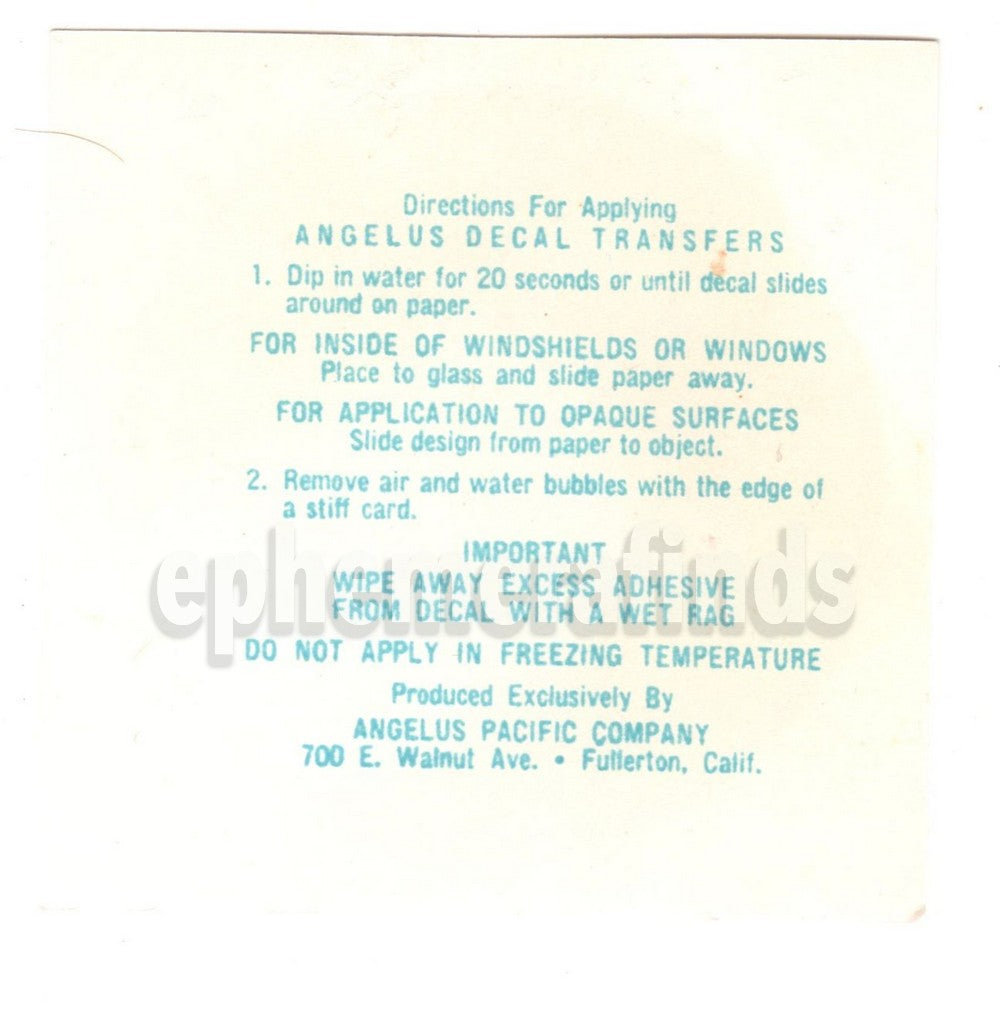 Directions For Applying
ANGELUS DECAL TRANSFERS
1. Dip in water for 20 seconds or until decal slides
around on paper.
FOR INSIDE OF WINDSHIELDS OR WINDOWS
Place to glass and slide paper away.
FOR APPLICATION TO OPAQUE SURFACES
Slide design from paper to object.
2. Remove air and water bubbles with the edge of
a stiff card.
IMPORTANT
ephemerafinds
WIPE AWAY EXCESS ADHESIVE
FROM DECAL WITH A WET RAG
DO NOT APPLY IN FREEZING TEMPERATURE
Produced Exclusively By
ANGELUS PACIFIC COMPANY
700 E. Walnut Ave. • Fullerton, Calif.